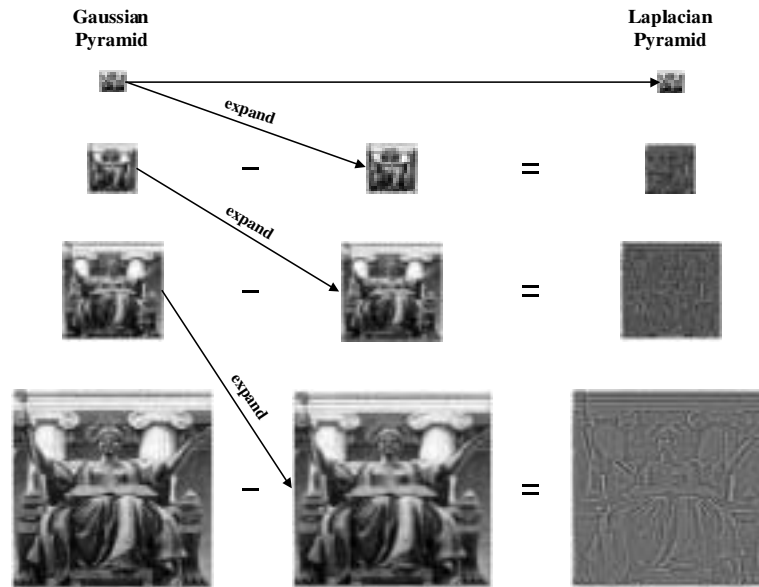 Gaussian
Pyramid
Laplacian
Pyramid
expand
– =
expand
– =
expand
– =